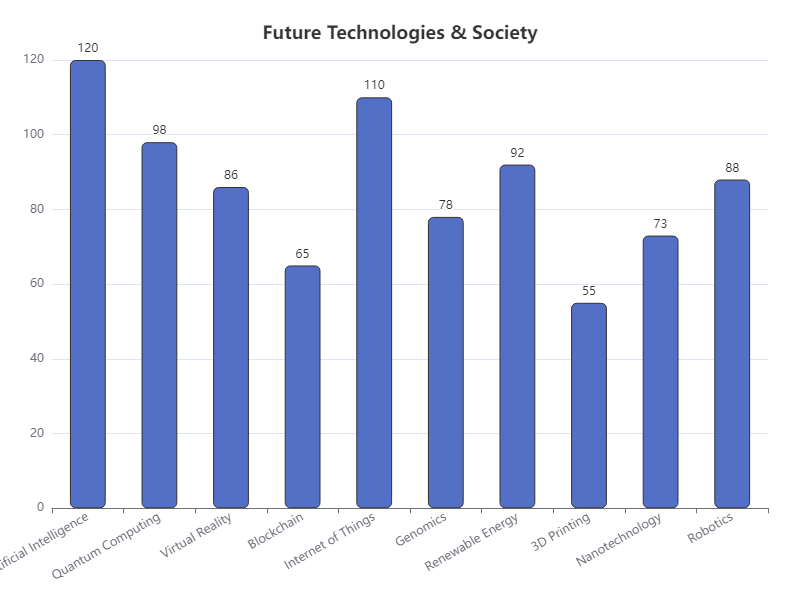 Future Technologies & Society
120
100
80
60
40
20
0
120
98
86
65
110
78
92
55
73
88
Intelligence
Quantum Computing
Virtual Reality
Blockchain
Internet of Things
Genomics
Renewable Energy
3D Printing
Nanotechnology
Robotics